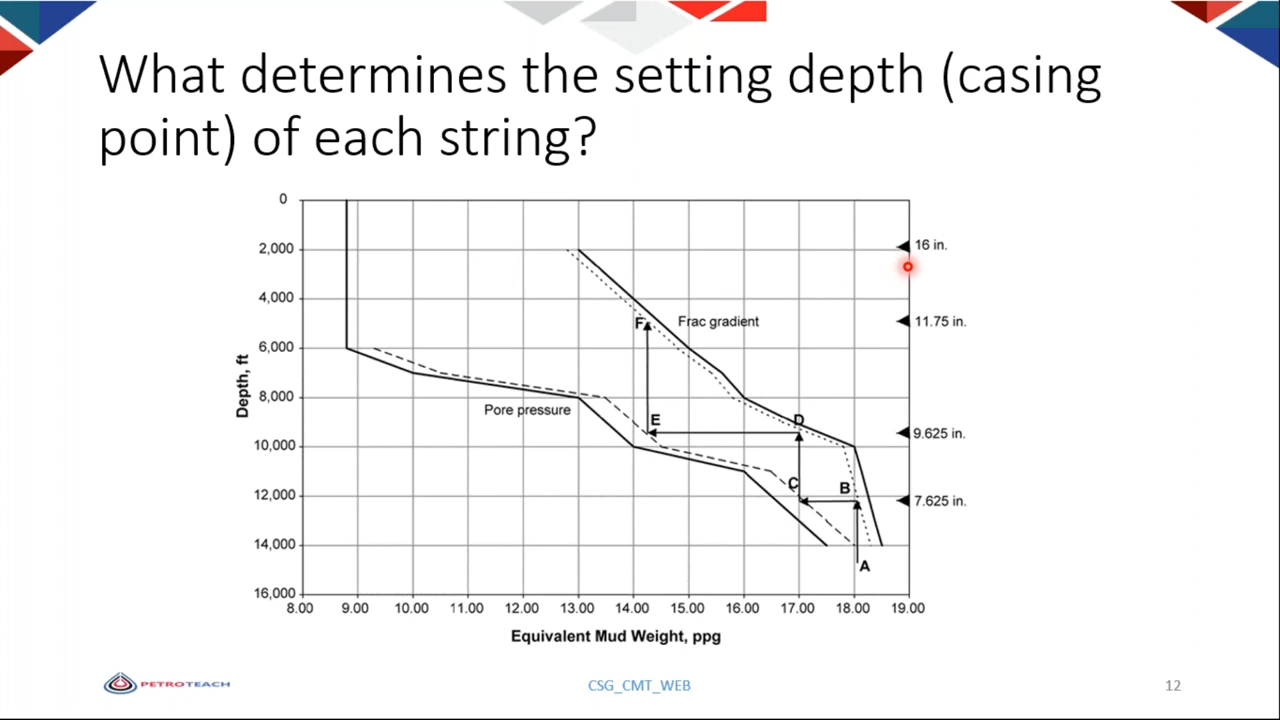 What determines the setting depth (casing
point) of each string?
0
2,000
4,000
6,000
8,000
10,000
12,000
14,000
16,000
Depth, ft
8.00 9.00 10.00 11.00 12.00 13.00 14.00 15.00 16.00 17.00 18.00 19.00
Equivalent Mud Weight, ppg
Frac gradient
Pore pressure
F
E
D
C
B
A
16 in.
11.75 in.
9.625 in.
7.625 in.
PETROTEACH
CSG_CMT_WEB
12